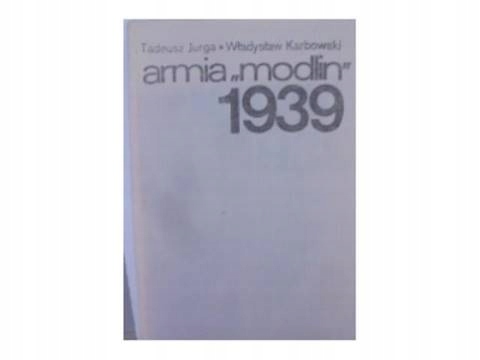 Tadeusz Jurga • Władysław Karbowski
armia „modlin”
1939